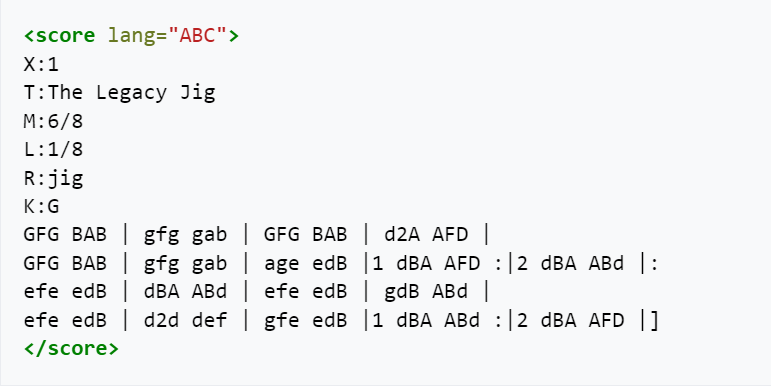 <score lang="ABC">
X:1
T:The Legacy Jig
M:6/8
L:1/8
R:jig
K:G
GFG BAB | gfg gab | GFG BAB | d2A AFD |
GFG BAB | gfg gab | age edB |1 dBA AFD :|2 dBA ABd |:
efe edB | dBA ABd | efe edB | gdB ABd |
efe edB | d2d def | gfe edB |1 dBA ABd :|2 dBA AFD |]
</score>